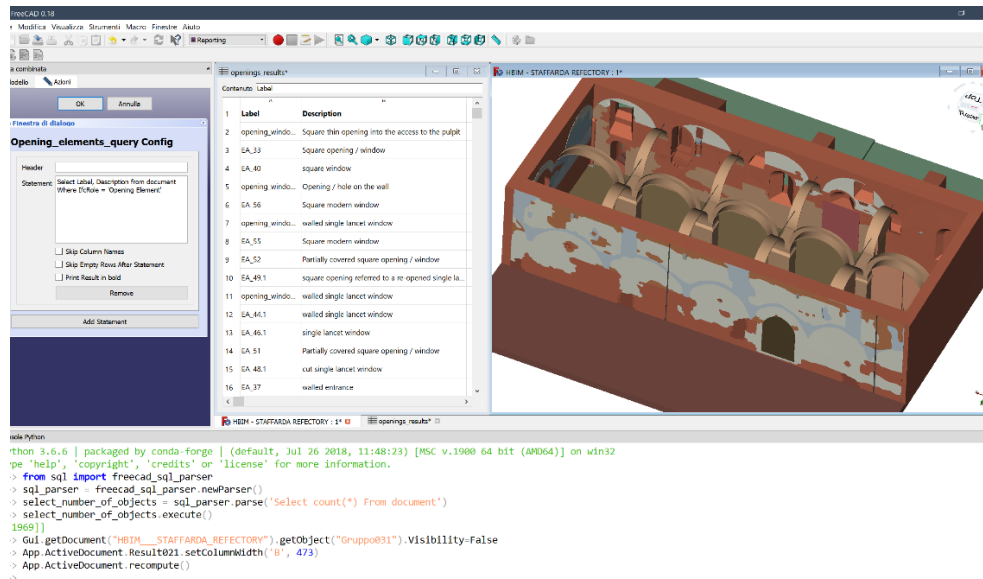 FreeCAD 0.18
Modifica Visualizza Strumenti Macro Finestre Aiuto
Reporting
combinata
Azioni
OK Annulla
Finestra di dialogo
Opening_elements_query Config
Header
Statement Select Label, Description from document
Where IfcRole = 'Opening Element'
Skip Column Names
Skip Empty Rows After Statement
Print Result in bold
Remove
Add Statement
openings_results*
Contenuto Label
1 Label Description
2 opening_windo... Square thin opening into the access to the pulpit
3 EA_33 Square opening / window
4 EA_40 square window
5 opening_windo... Opening / hole on the wall
6 EA_56 Square modern window
7 opening_windo... walled single lancet window
8 EA_55 Square modern window
9 EA_52 Partially covered square opening / window
10 EA_49.1 square opening referred to a re-opened single la...
11 opening_windo... walled single lancet window
12 EA_44.1 walled single lancet window
13 EA_46.1 single lancet window
14 EA_51 Partially covered square opening / window
15 EA_48.1 cut single lancet window
16 EA_37 walled entrance
HBIM - STAFFARDA REFECTORY : 1*
Top
HBIM - STAFFARDA REFECTORY : 1* openings_results*
Python
thon 3.6.6 | packaged by conda-forge | (default, Jul 26 2018, 11:48:23) [MSC v.1900 64 bit (AMD64)] on win32
pe 'help', 'copyright', 'credits' or 'license' for more information.
> from sql import freecad_sql_parser
> sql_parser = freecad_sql_parser.newParser()
> select_number_of_objects = sql_parser.parse('Select count(*) From document')
> select_number_of_objects.execute()
1969]]
> Gui.getDocument("HBIM___STAFFARDA_REFECTORY").getObject("Gruppo031").Visibility=False
> App.ActiveDocument.Result021.setColumnWidth('B', 473)
> App.ActiveDocument.recompute()
>